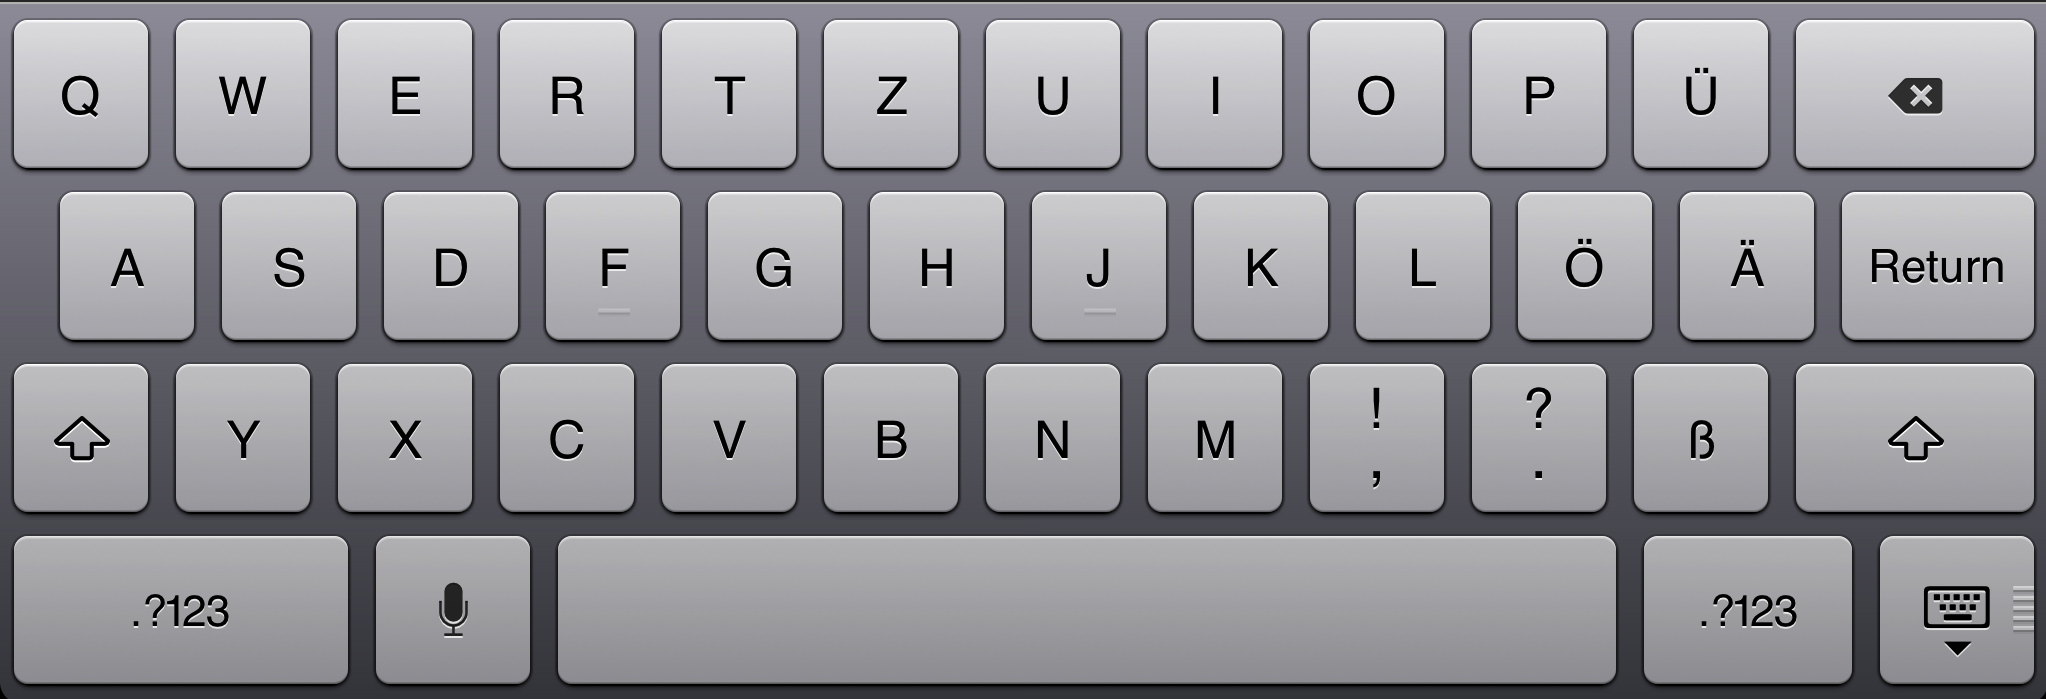 Q W E R T Z U I O P Ü
A S D F G H J K L Ö Ä Return
Y X C V B N M ! , ? . ß
.?123 .?123